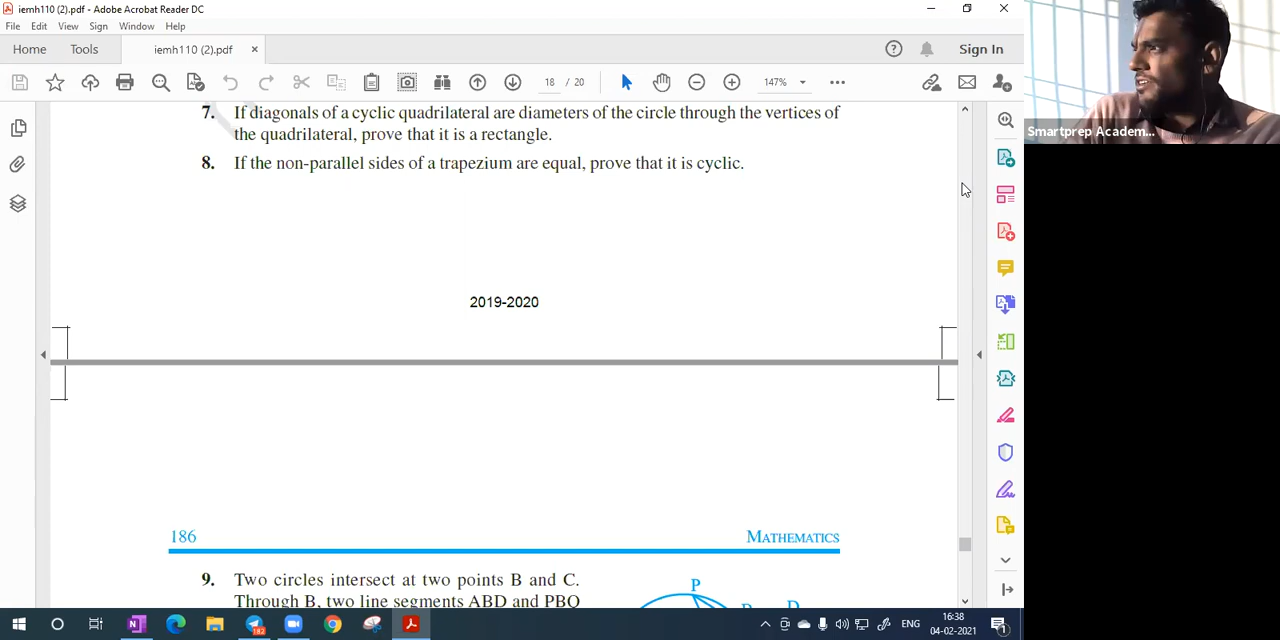 iemh110 (2).pdf - Adobe Acrobat Reader DC
File Edit View Sign Window Help
Home Tools iemh110 (2).pdf × Sign In
18 / 20 147%
7. If diagonals of a cyclic quadrilateral are diameters of the circle through the vertices of
the quadrilateral, prove that it is a rectangle.
8. If the non-parallel sides of a trapezium are equal, prove that it is cyclic.
Smartprep Academ...
2019-2020
186 MATHEMATICS
9. Two circles intersect at two points B and C.
Through B, two line segments ABD and PBQ
P
D
182
ENG
16:38
04-02-2021
1